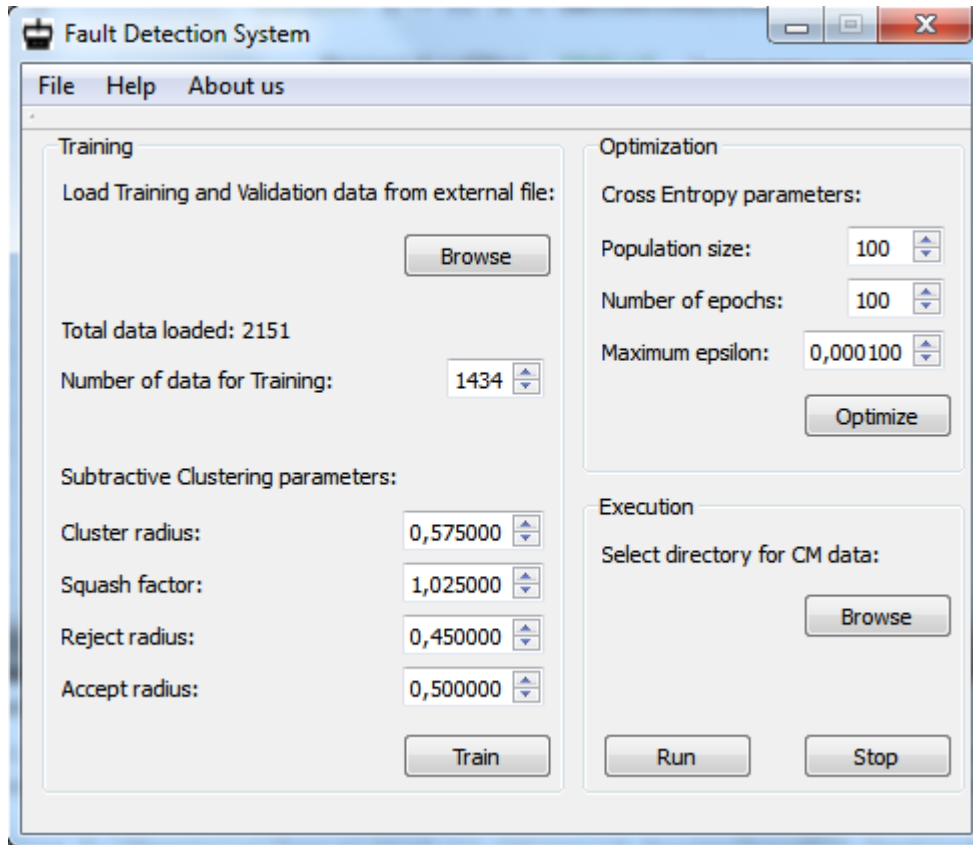 Fault Detection System
File Help About us
Training
Load Training and Validation data from external file:
Browse
Total data loaded: 2151
Number of data for Training: 1434
Subtractive Clustering parameters:
Cluster radius: 0,575000
Squash factor: 1,025000
Reject radius: 0,450000
Accept radius: 0,500000
Train
Optimization
Cross Entropy parameters:
Population size: 100
Number of epochs: 100
Maximum epsilon: 0,000100
Optimize
Execution
Select directory for CM data:
Browse
Run Stop